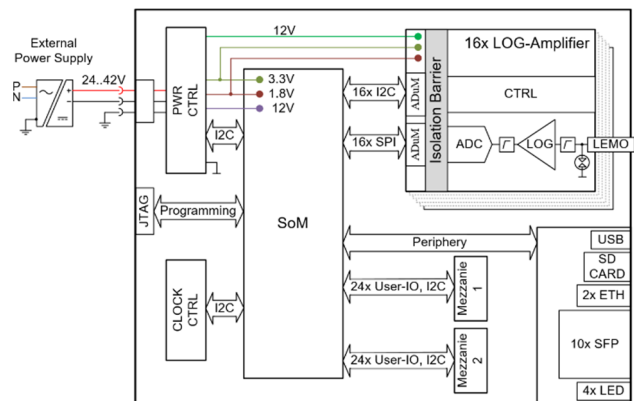 External
Power Supply
P
N
24..42V
PWR
CTRL
12V
3.3V
1.8V
12V
I2C
16x I2C
16x SPI
ADuM
ADuM
Isolation Barrier
16x LOG-Amplifier
CTRL
ADC
LOG
LEMO
JTAG
Programming
SoM
Periphery
CLOCK
CTRL
I2C
24x User-IO, I2C
Mezzanie
1
24x User-IO, I2C
Mezzanie
2
USB
SD
CARD
2x ETH
10x SFP
4x LED